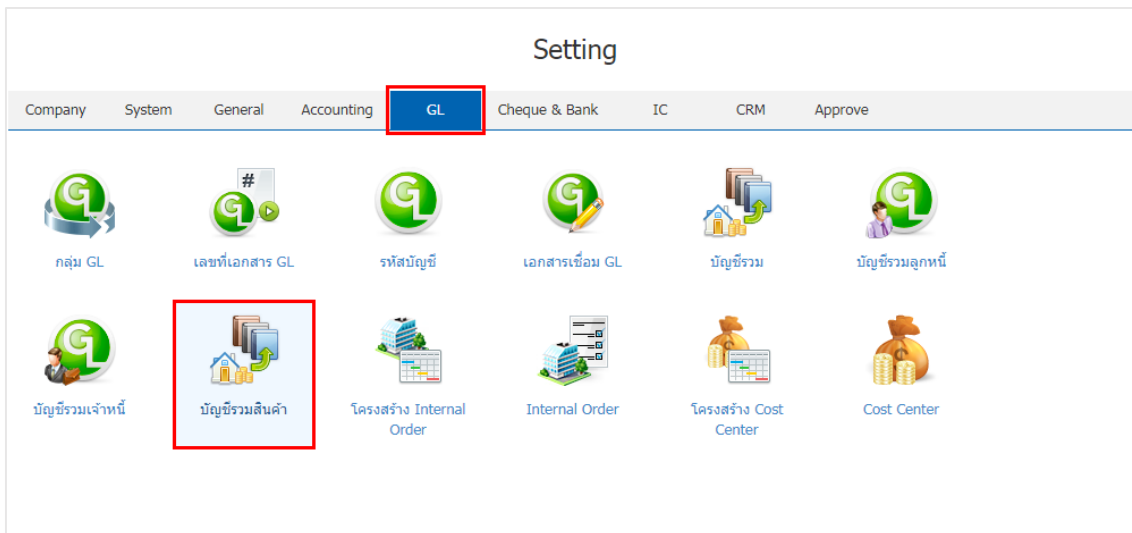 Setting
Company System General Accounting GL Cheque & Bank IC CRM Approve
#
กลุ่ม GL เลขที่เอกสาร GL รหัสบัญชี เอกสารเชื่อม GL บัญชีรวม บัญชีรวมลูกหนี้
บัญชีรวมเจ้าหนี้ บัญชีรวมสินค้า โครงสร้าง Internal Order Internal Order โครงสร้าง Cost Center Cost Center